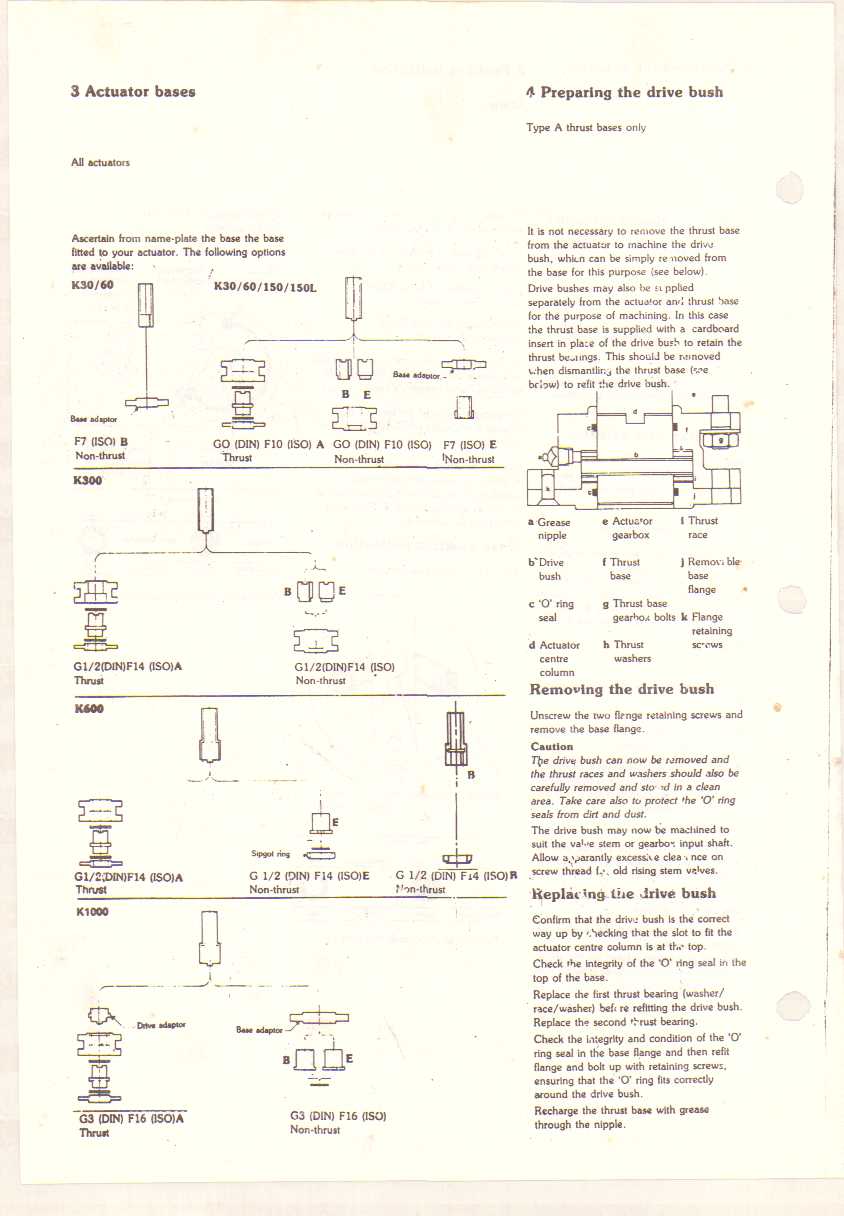 3 Actuator bases
All actuators
Ascertain from name-plate the base the base
fitted to your actuator. The following options
are available:
K30/60
K30/60/150/150L
Base adaptor
B E
Base adaptor
F7 (ISO) B
Non-thrust
GO (DIN) F10 (ISO) A
Thrust
GO (DIN) F10 (ISO)
Non-thrust
F7 (ISO) E
Non-thrust
K300
B E
G1/2(DIN)F14 (ISO)A
Thrust
G1/2(DIN)F14 (ISO)
Non-thrust
K600
B
E
Sipgot ring
G1/2(DIN)F14 (ISO)A
Thrust
G 1/2 (DIN) F14 (ISO)E
Non-thrust
G 1/2 (DIN) F14 (ISO)
Non-thrust
K1000
Drive adaptor
Base adaptor
B E
G3 (DIN) F16 (ISO)A
Thrust
G3 (DIN) F16 (ISO)
Non-thrust
4 Preparing the drive bush
Type A thrust bases only
It is not necessary to remove the thrust base
from the actuator to machine the drive
bush, which can be simply removed from
the base for this purpose (see below).
Drive bushes may also be supplied
separately from the actuator and thrust base
for the purpose of machining. In this case
the thrust base is supplied with a cardboard
insert in place of the drive bush to retain the
thrust bearings. This should be removed
when dismantling the thrust base (see
below) to refit the drive bush.
e
d
c
f
g
a
b
h
k
c
j
a Grease
nipple
b Drive
bush
c 'O' ring
seal
d Actuator
centre
column
e Actuator
gearbox
f Thrust
base
g Thrust base
gearbox bolts
h Thrust
washers
i Thrust
race
j Removable
base
flange
k Flange
retaining
screws
Removing the drive bush
Unscrew the two flange retaining screws and
remove the base flange.
Caution
The drive bush can now be removed and
the thrust races and washers should also be
carefully removed and stored in a clean
area. Take care also to protect the 'O' ring
seals from dirt and dust.
The drive bush may now be machined to
suit the valve stem or gearbox input shaft.
Allow apparantly excessive clearance on
screw thread for old rising stem valves.
Replacing the drive bush
Confirm that the drive bush is the correct
way up by checking that the slot to fit the
actuator centre column is at the top.
Check the integrity of the 'O' ring seal in the
top of the base.
Replace the first thrust bearing (washer/
race/washer) before refitting the drive bush.
Replace the second thrust bearing.
Check the integrity and condition of the 'O'
ring seal in the base flange and then refit
flange and bolt up with retaining screws,
ensuring that the 'O' ring fits correctly
around the drive bush.
Recharge the thrust base with grease
through the nipple.